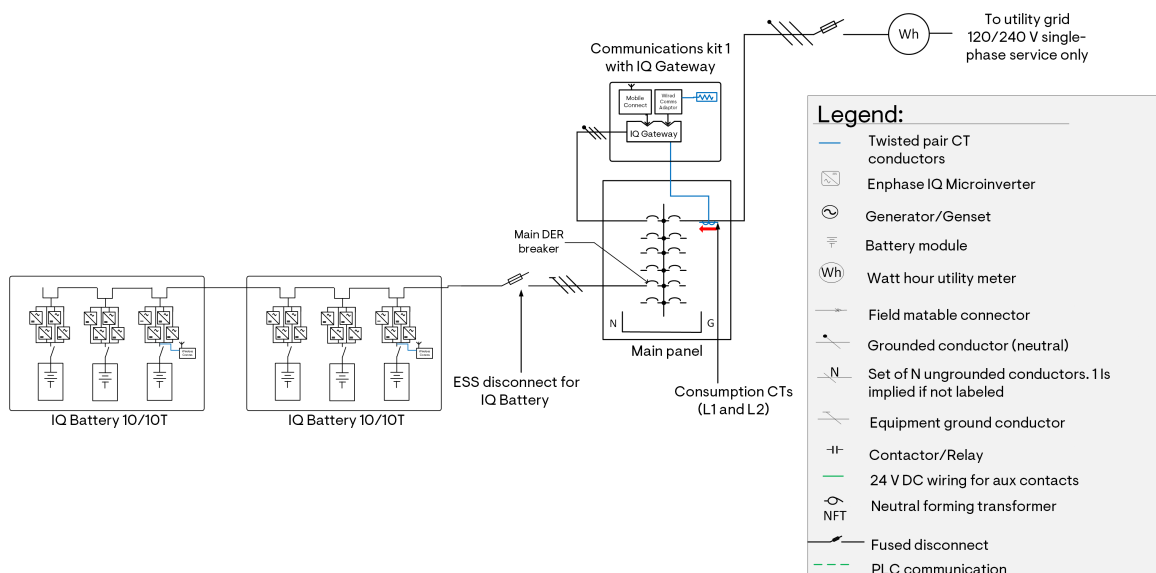 To utility grid
120/240 V single-
phase service only
Wh
Communications kit 1
with IQ Gateway
Mobile
Connect
Wired
Comms
Adaptor
IQ Gateway
Main DER
breaker
N
G
Main panel
ESS disconnect for
IQ Battery
Consumption CTs
(L1 and L2)
IQ Battery 10/10T
IQ Battery 10/10T
Legend:
Twisted pair CT
conductors
Enphase IQ Microinverter
Generator/Genset
Battery module
Wh
Watt hour utility meter
Field matable connector
Grounded conductor (neutral)
N
Set of N ungrounded conductors. 1 Is
implied if not labeled
Equipment ground conductor
Contactor/Relay
24 V DC wiring for aux contacts
NFT
Neutral forming transformer
Fused disconnect
PLC communication